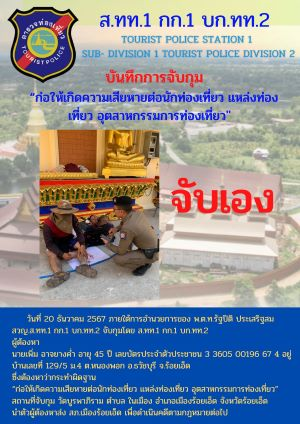 ตำรวจท่องเที่ยว
TOURIST POLICE
ส.ทท.1 กก.1 บก.ทท.2
TOURIST POLICE STATION 1
SUB- DIVISION 1 TOURIST POLICE DIVISION 2
บันทึกการจับกุม
“ก่อให้เกิดความเสียหายต่อนักท่องเที่ยว แหล่งท่อง
เที่ยว อุตสาหกรรมการท่องเที่ยว"
จับเอง
วันที่ 20 ธันวาคม 2567 ภายใต้การอำนวยการของ พ.ต.ท.รัฐปิติ ประเสริฐสม
สวญ.ส.ทท.1 กก.1 บก.ทท.2 จับกุมโดย ส.ทท.1 กก.1 บก.ทท.2
ผู้ต้องหา
นายเพิ่ม อาจยางคำ อายุ 45 ปี เลขบัตรประจำตัวประชาชน 3 3605 00196 67 4 อยู่
บ้านเลขที่ 129/5 ม.4 ต.หนองพอก อ.ธวัชบุรี จ.ร้อยเอ็ด
ซึ่งต้องหาว่ากระทำผิดฐาน
“ก่อให้เกิดความเสียหายต่อนักท่องเที่ยว แหล่งท่องเที่ยว อุตสาหกรรมการท่องเที่ยว”
สถานที่จับกุม วัดบูรพาภิราม ตำบล ในเมือง อำเภอเมืองร้อยเอ็ด จังหวัดร้อยเอ็ด
นำตัวผู้ต้องหาส่ง สภ.เมืองร้อยเอ็ด เพื่อดำเนินคดีตามกฎหมายต่อไป